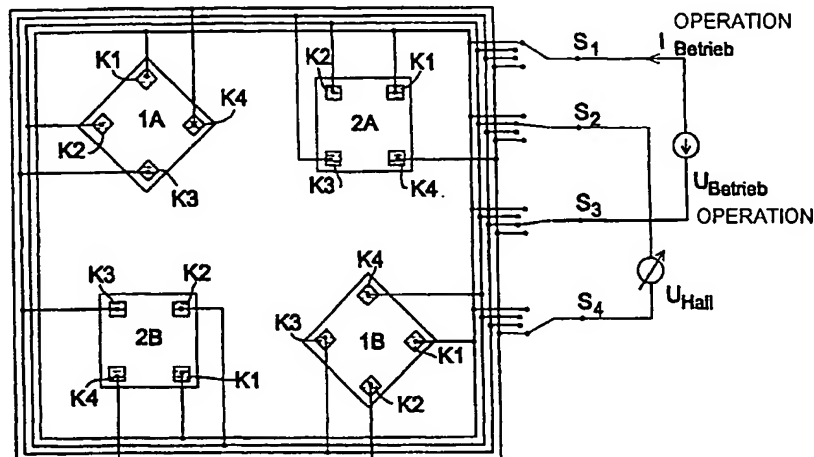 OPERATION
I Betrieb
S1
K1
K4
1A
K2
K3
K2
K1
2A
K3
K4
S2
U Betrieb
OPERATION
S3
U Hall
S4
K3
K2
2B
K4
K1
K4
K3
1B
K1
K2